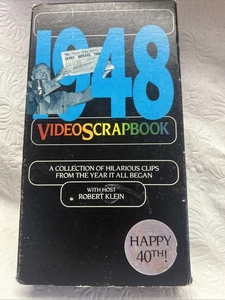 1948
VIDEOSCRAPBOOK
A COLLECTION OF HILARIOUS CLIPS
FROM THE YEAR IT ALL BEGAN
WITH HOST
ROBERT KLEIN
HAPPY
40TH!